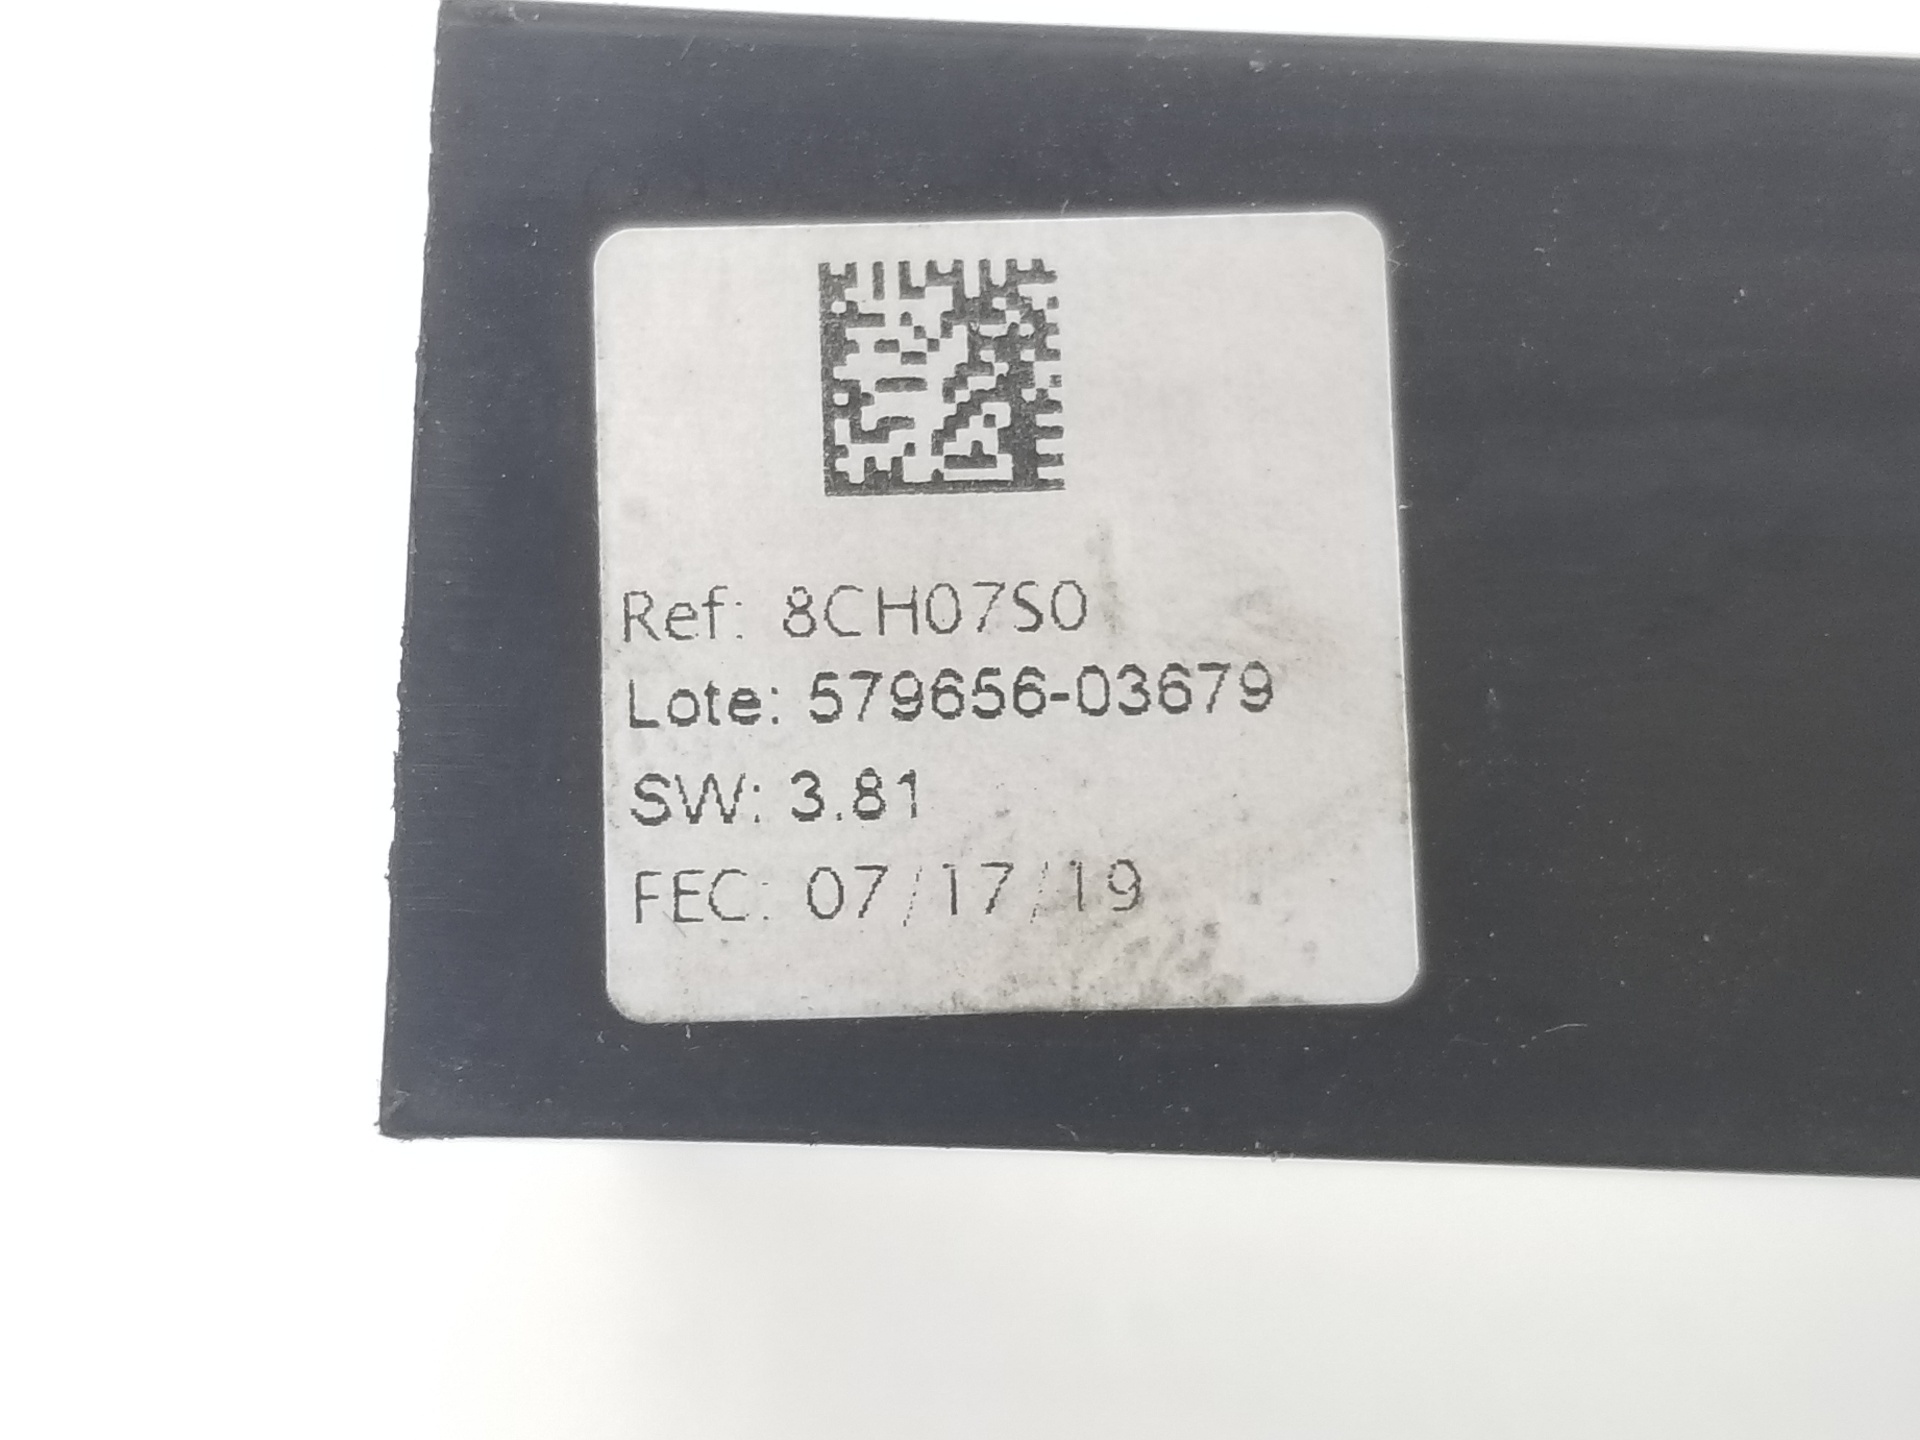 Ref: 8CH07S0
Lote: 579656-03679
SW: 3.81
FEC: 07/17/19